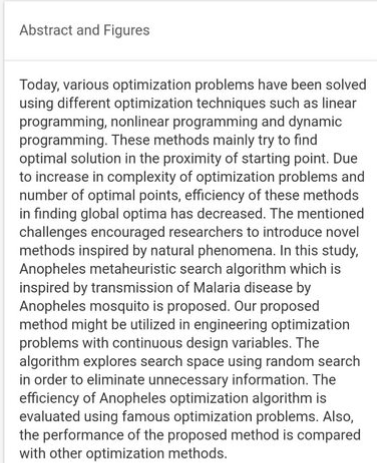 Abstract and Figures
Today, various optimization problems have been solved
using different optimization techniques such as linear
programming, nonlinear programming and dynamic
programming. These methods mainly try to find
optimal solution in the proximity of starting point. Due
to increase in complexity of optimization problems and
number of optimal points, efficiency of these methods
in finding global optima has decreased. The mentioned
challenges encouraged researchers to introduce novel
methods inspired by natural phenomena. In this study,
Anopheles metaheuristic search algorithm which is
inspired by transmission of Malaria disease by
Anopheles mosquito is proposed. Our proposed
method might be utilized in engineering optimization
problems with continuous design variables. The
algorithm explores search space using random search
in order to eliminate unnecessary information. The
efficiency of Anopheles optimization algorithm is
evaluated using famous optimization problems. Also,
the performance of the proposed method is compared
with other optimization methods.